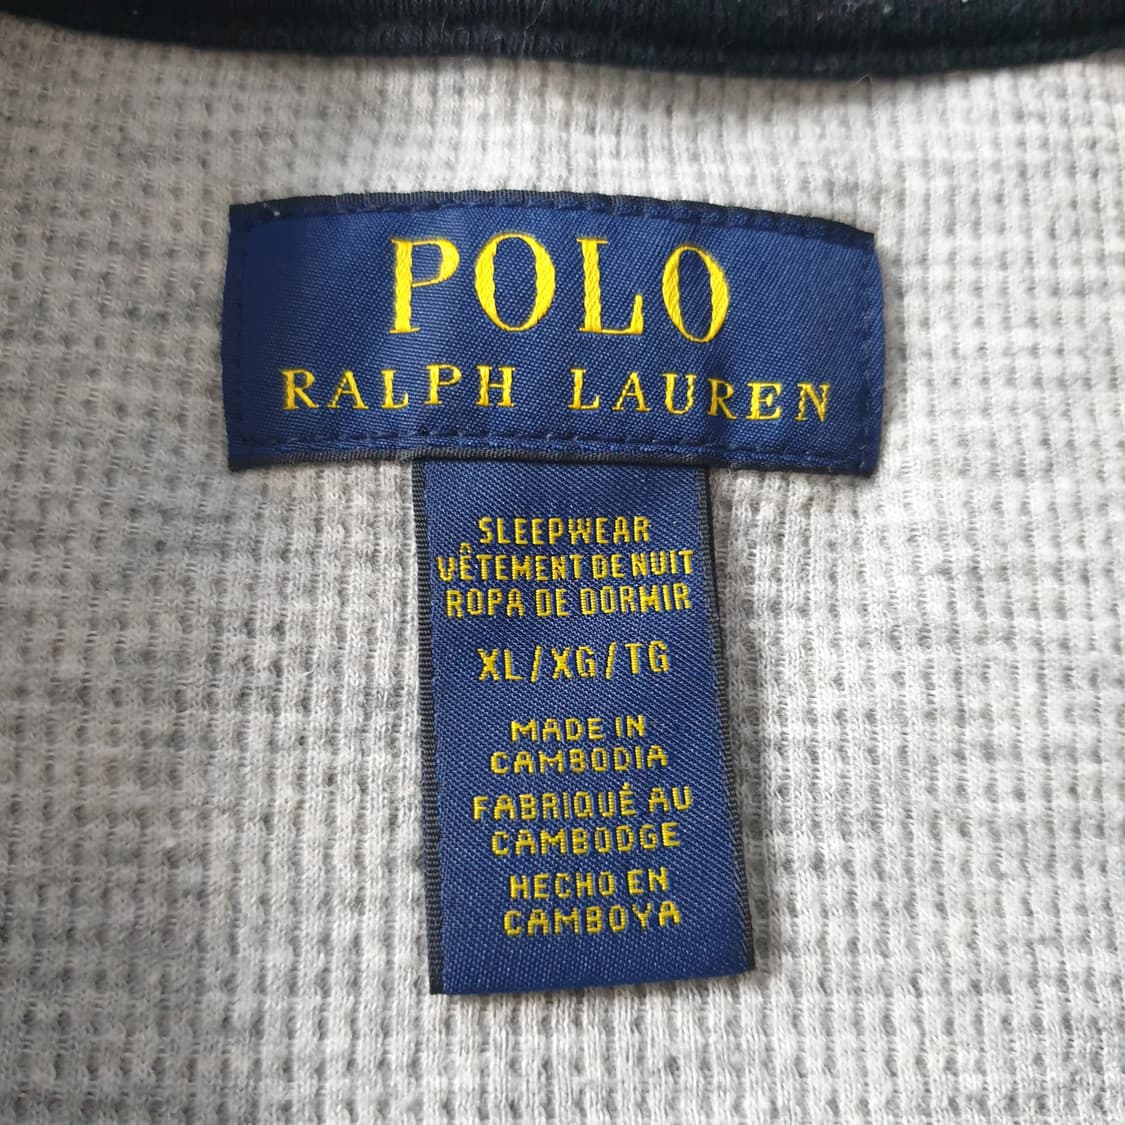 POLO
RALPH LAUREN
SLEEPWEAR
VÊTEMENT DE NUIT
ROPA DE DORMIR
XL/XG/TG
MADE IN
CAMBODIA
FABRIQUÉ AU
CAMBODGE
HECHO EN
CAMBOYA